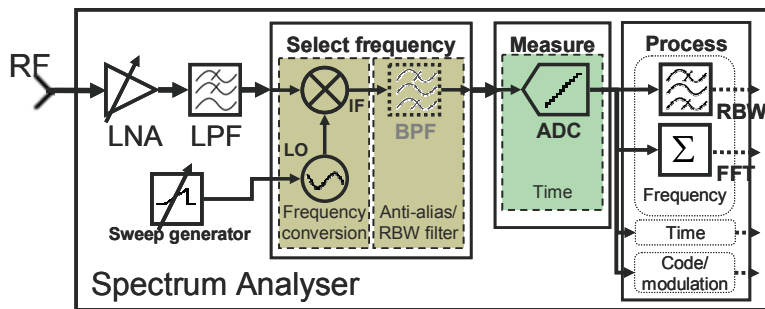 Select frequency
Measure
Process
RF
LNA
LPF
IF
BPF
ADC
RBW
LO
Σ
FFT
Sweep generator
Frequency
conversion
Anti-alias/
RBW filter
Time
Frequency
Time
Code/
modulation
Spectrum Analyser